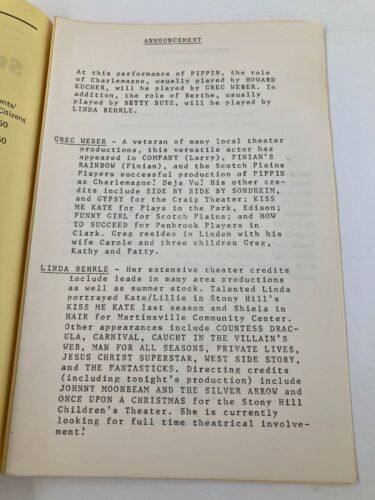 ANNOUNCEMENT
At this performance of PIPPIN, the role
of Charlemagne, usually played by HOWARD
KUCHER, will be played by GREG WEBER. In
addition, the role of Berthe, usually
played by BETTY BUTZ, will be played by
LINDA BEHRLE.
GREG WEBER - A veteran of many local theater
productions, this versatile actor has
appeared in COMPANY (Larry), FINIAN'S
RAINBOW (Finian), and the Scotch Plains
Players successful production of PIPPIN
as Charlemagne! Deja Vu! His other cre-
dits include SIDE BY SIDE BY SONDHEIM,
and GYPSY for the Craig Theater; KISS
ME KATE for Plays in the Park, Edison;
FUNNY GIRL for Scotch Plains; and HOW
TO SUCCEED for Penbrook Players in
Clark. Greg resides in Linden with his
wife Carole and three children Greg,
Kathy and Patty.
LINDA BEHRLE - Her extensive theater credits
include leads in many area productions
as well as summer stock. Talented Linda
portrayed Kate/Lillie in Stony Hill's
KISS ME KATE last season and Shiela in
HAIR for Martinsville Community Center.
Other appearances include COUNTESS DRAC-
ULA, CARNIVAL, CAUGHT IN THE VILLAIN'S
WEB, MAN FOR ALL SEASONS, PRIVATE LIVES,
JESUS CHRIST SUPERSTAR, WEST SIDE STORY,
and THE FANTASTICKS. Directing credits
(including tonight's production) include
JOHNNY MOONBEAM AND THE SILVER ARROW and
ONCE UPON A CHRISTMAS for the Stony Hill
Children's Theater. She is currently
looking for full time theatrical involve-
ment!
ents/
Citizens
50
50